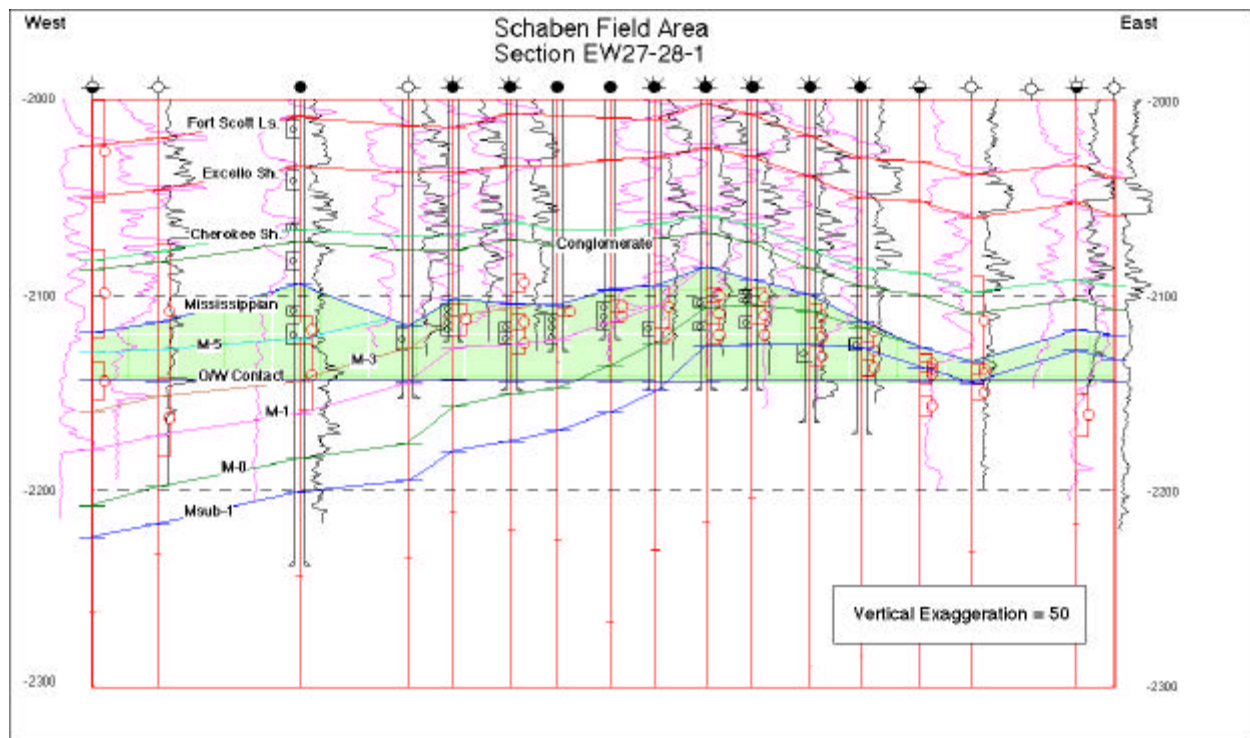 West
Schaben Field Area
East
Section EW27-28-1
-2000
-2000
Fort Scott Ls.
Excello Sh.
Cherokee Sh.
Conglomerate
Mississippian
-2100
-2100
M-5
M-3
O/W Contact
M-1
M-0
-2200
-2200
Msub-1
Vertical Exaggeration = 50
-2300
-2300